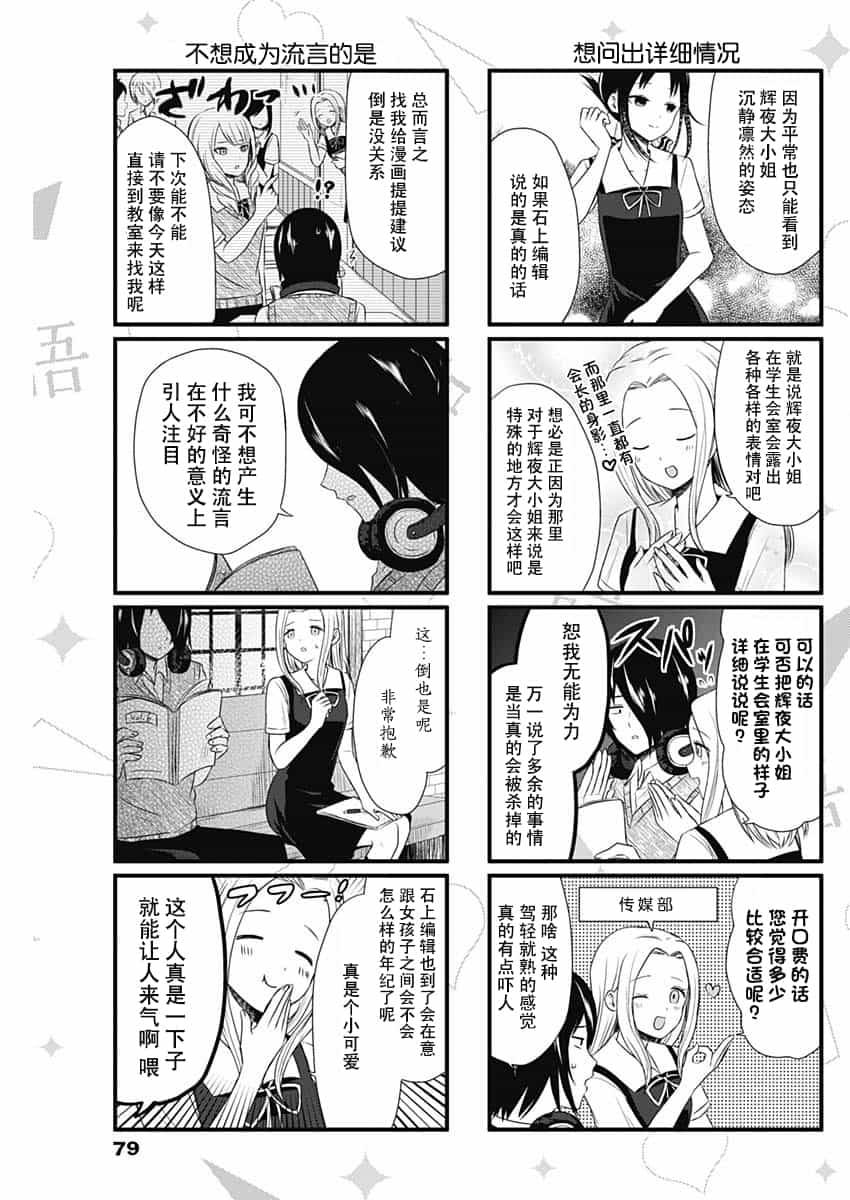 想问出详细情况
因为平常也只能看到
辉夜大小姐
沉静凛然的姿态
如果石上编辑
说的是真的的话
就是说辉夜大小姐
在学生会室会露出
各种各样的表情对吧
而那里一直都有
会长的身影…♡
想必是正因为那里
对于辉夜大小姐来说是
特殊的地方才会这样吧
可以的话
可否把辉夜大小姐
在学生会室里的样子
详细说说呢？
スパッ
恕我无能为力
万一说了多余的事情
是当真的会被杀掉的
开口费的话
您觉得多少
比较合适呢？
传媒部
那啥 这种
驾轻就熟的感觉
真的有点吓人
不想成为流言的是
总而言之
找我给漫画提提建议
倒是没关系
ざわっ
!?
下次能不能
请不要像今天这样
直接到教室来找我呢
我可不想产生
什么奇怪的流言
在不好的意义上
引人注目
这…倒也是呢
非常抱歉
石上编辑也到了会在意
跟女孩子之间会不会
怎么样的年纪了呢
真是个小可爱
フフー!
这个人真是一下子
就能让人来气啊 喂
79